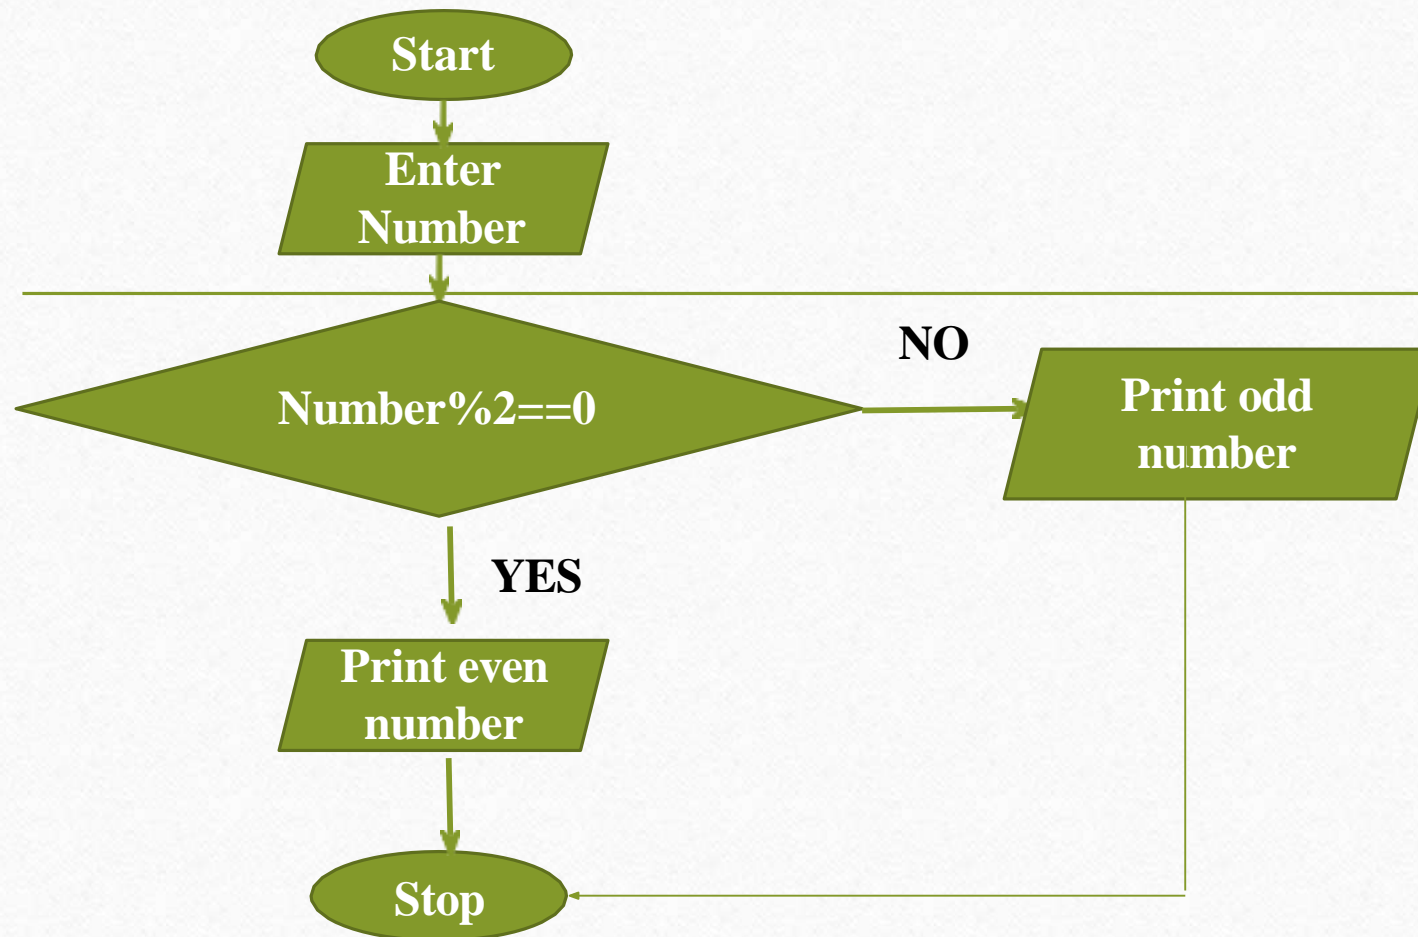 Start
Enter
Number
Number%2==0
NO
Print odd
number
YES
Print even
number
Stop